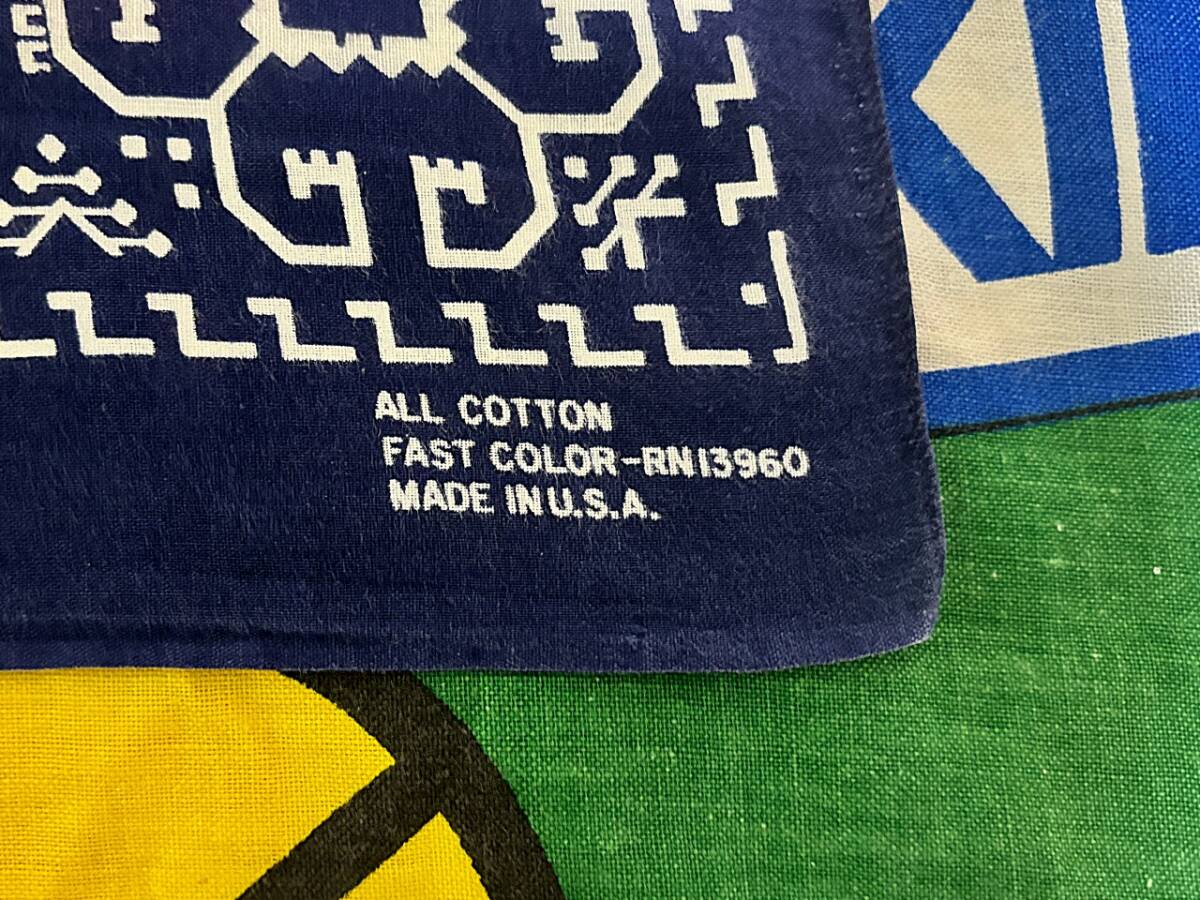 ALL COTTON
FAST COLOR-RN13960
MADE IN U.S.A.